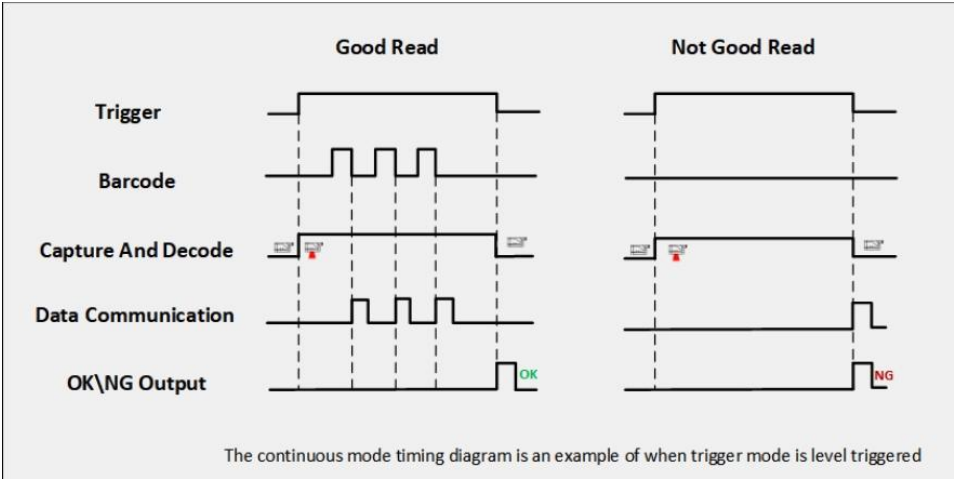 Good Read
Not Good Read
Trigger
Barcode
Capture And Decode
Data Communication
OK\NG Output
OK
NG
The continuous mode timing diagram is an example of when trigger mode is level triggered